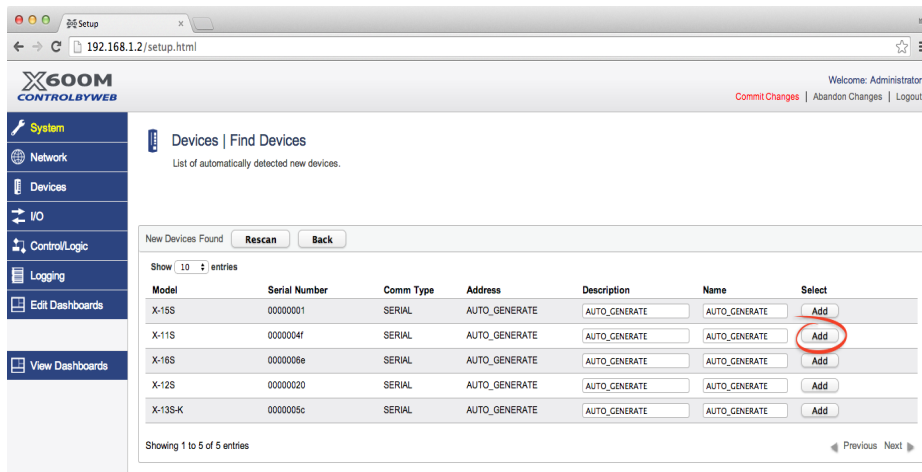 Setup
192.168.1.2/setup.html
X600M
CONTROLBYWEB
Welcome: Administrator
Commit Changes | Abandon Changes | Logout
System
Network
Devices
I/O
Control/Logic
Logging
Edit Dashboards
View Dashboards
Devices | Find Devices
List of automatically detected new devices.
New Devices Found Rescan Back
Show 10 entries
Model Serial Number Comm Type Address Description Name Select
X-15S 00000001 SERIAL AUTO_GENERATE AUTO_GENERATE AUTO_GENERATE Add
X-11S 0000004f SERIAL AUTO_GENERATE AUTO_GENERATE AUTO_GENERATE Add
X-16S 0000006e SERIAL AUTO_GENERATE AUTO_GENERATE AUTO_GENERATE Add
X-12S 00000020 SERIAL AUTO_GENERATE AUTO_GENERATE AUTO_GENERATE Add
X-13S-K 0000005c SERIAL AUTO_GENERATE AUTO_GENERATE AUTO_GENERATE Add
Showing 1 to 5 of 5 entries
Previous Next